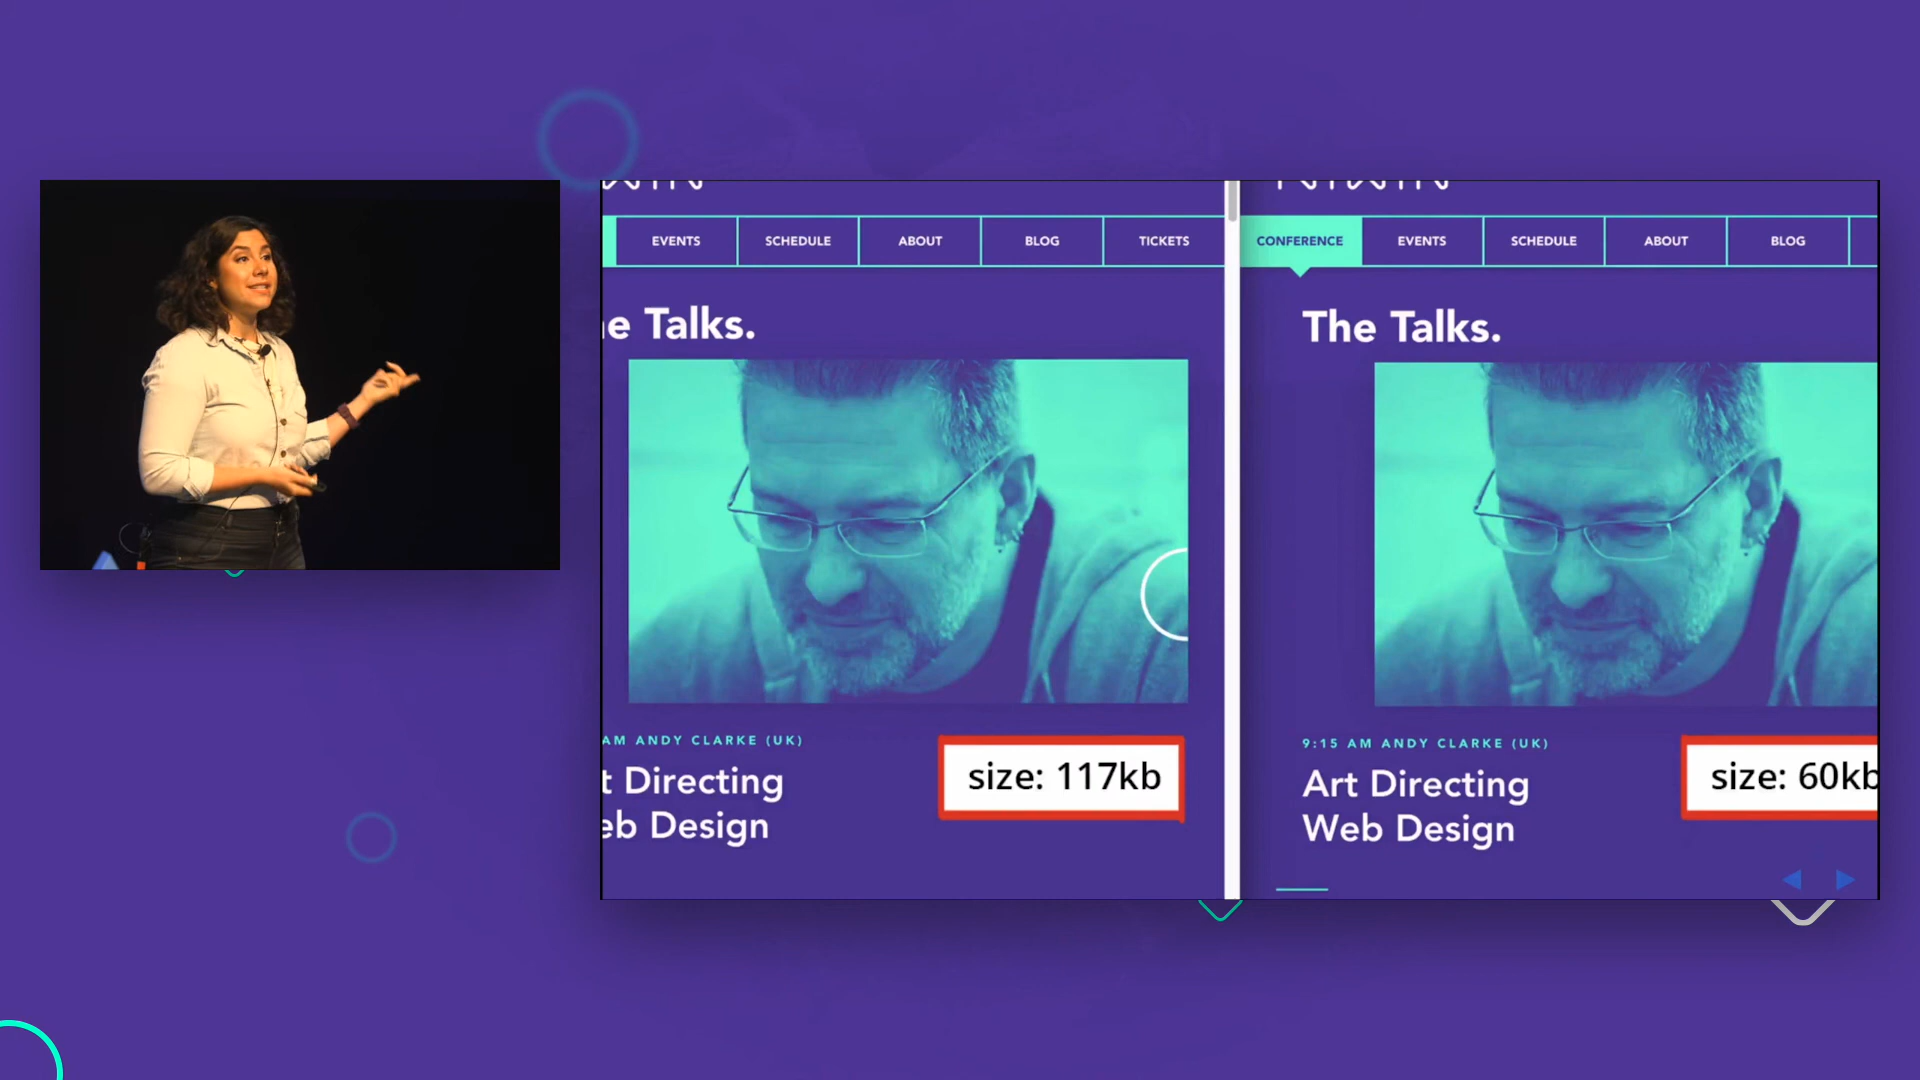 EVENTS SCHEDULE ABOUT BLOG TICKETS
e Talks.
AM ANDY CLARKE (UK)
t Directing
eb Design
size: 117kb
CONFERENCE EVENTS SCHEDULE ABOUT BLOG
The Talks.
9:15 AM ANDY CLARKE (UK)
Art Directing
Web Design
size: 60kb